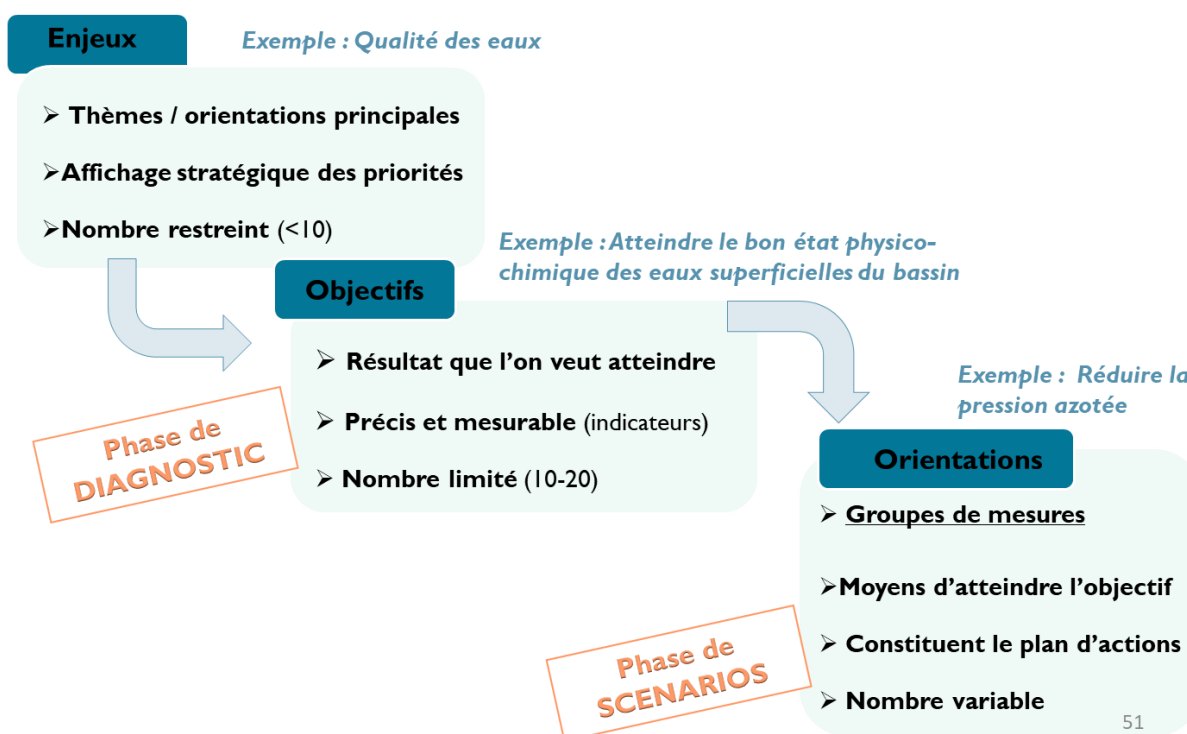 Enjeux
Exemple : Qualité des eaux
➢ Thèmes / orientations principales
➢Affichage stratégique des priorités
➢Nombre restreint (<10)
Exemple : Atteindre le bon état physico-
chimique des eaux superficielles du bassin
Objectifs
➢ Résultat que l’on veut atteindre
➢ Précis et mesurable (indicateurs)
➢ Nombre limité (10-20)
Phase de
DIAGNOSTIC
Exemple : Réduire la
pression azotée
Orientations
➢ Groupes de mesures
➢Moyens d’atteindre l’objectif
➢ Constituent le plan d’actions
➢ Nombre variable
Phase de
SCENARIOS
51